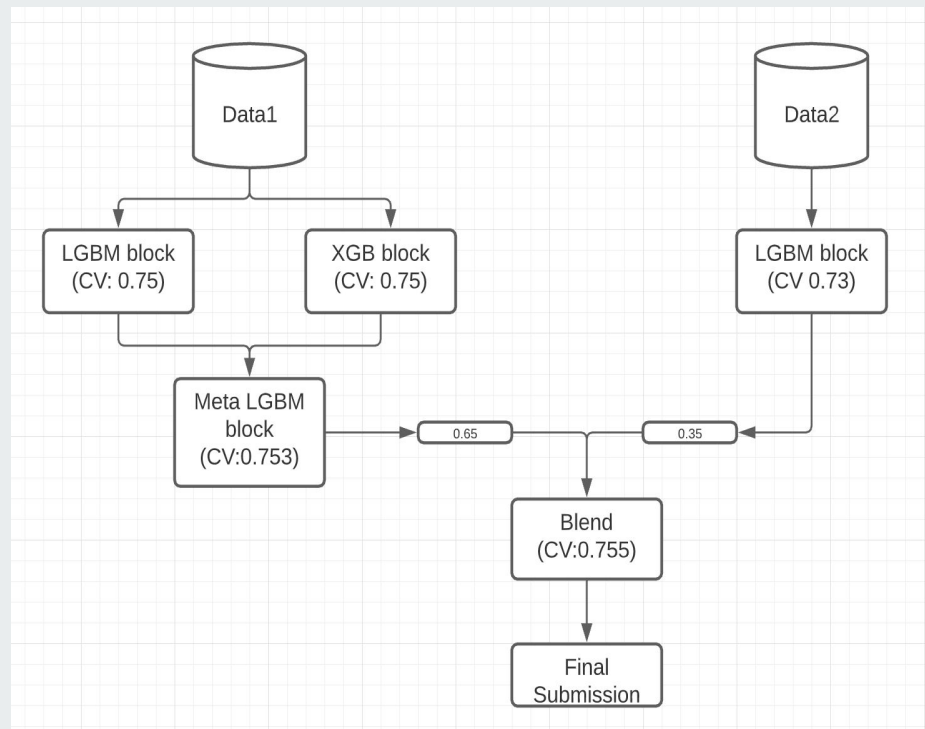 Data1
Data2
LGBM block
(CV: 0.75)
XGB block
(CV: 0.75)
LGBM block
(CV 0.73)
Meta LGBM
block
(CV:0.753)
0.65
0.35
Blend
(CV:0.755)
Final
Submission